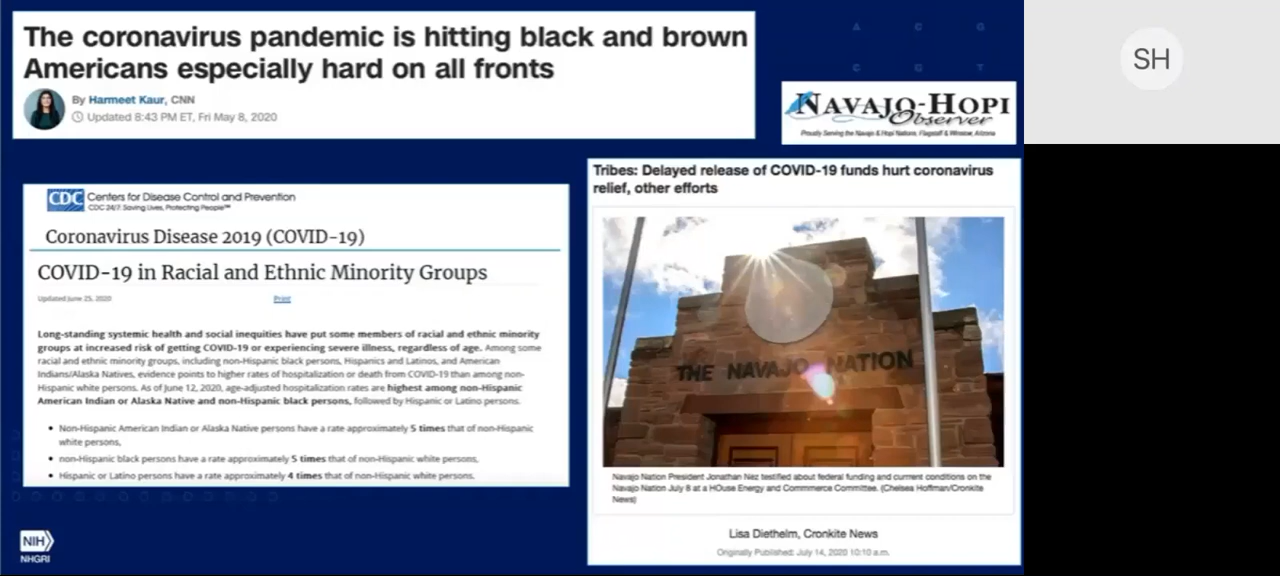 The coronavirus pandemic is hitting black and brown
Americans especially hard on all fronts
By Harmeet Kaur, CNN
Updated 8:43 PM ET, Fri May 8, 2020
A C G
C G T
SH
NAVAJO-HOPI
Observer
Proudly Serving the Navajo & Hopi Nations, Flagstaff & Winslow, Arizona
CDC Centers for Disease Control and Prevention
CDC 24/7: Saving Lives, Protecting People™
Coronavirus Disease 2019 (COVID-19)
COVID-19 in Racial and Ethnic Minority Groups
Updated June 25, 2020 Print
Long-standing systemic health and social inequities have put some members of racial and ethnic minority
groups at increased risk of getting COVID-19 or experiencing severe illness, regardless of age. Among some
racial and ethnic minority groups, including non-Hispanic black persons, Hispanics and Latinos, and American
Indians/Alaska Natives, evidence points to higher rates of hospitalization or death from COVID-19 than among non-
Hispanic white persons. As of June 12, 2020, age-adjusted hospitalization rates are highest among non-Hispanic
American Indian or Alaska Native and non-Hispanic black persons, followed by Hispanic or Latino persons.
• Non-Hispanic American Indian or Alaska Native persons have a rate approximately 5 times that of non-Hispanic
white persons,
• non-Hispanic black persons have a rate approximately 5 times that of non-Hispanic white persons,
• Hispanic or Latino persons have a rate approximately 4 times that of non-Hispanic white persons.
Tribes: Delayed release of COVID-19 funds hurt coronavirus
relief, other efforts
THE NAVAJO NATION
Navajo Nation President Jonathan Nez testified about federal funding and current conditions on the
Navajo Nation July 8 at a HOuse Energy and Commmerce Committee. (Chelsea Hoffman/Cronkite
News)
Lisa Diethelm, Cronkite News
Originally Published: July 14, 2020 10:10 a.m.
NIH
NHGRI